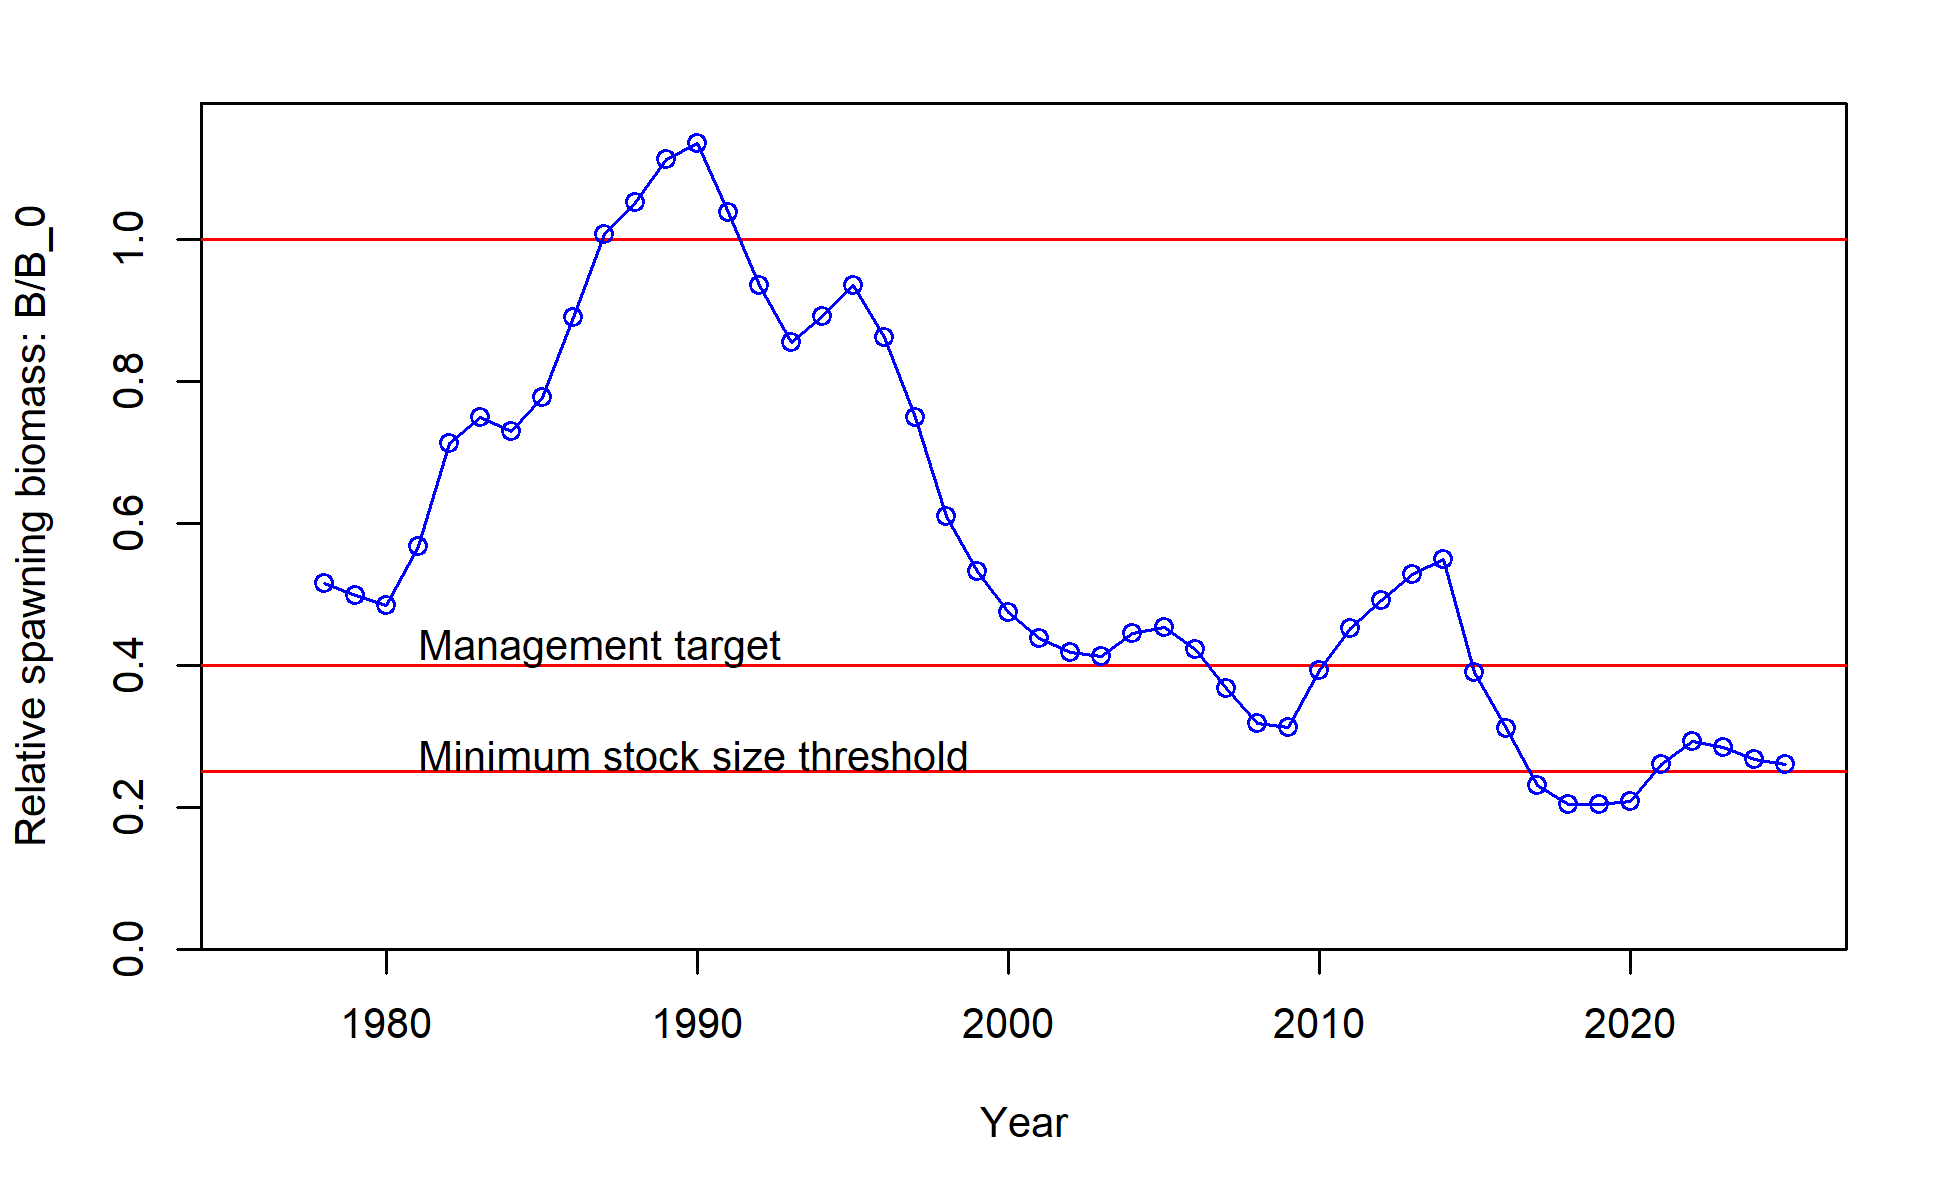 Relative spawning biomass: B/B_0
1.0
0.8
0.6
0.4
0.2
0.0
Management target
Minimum stock size threshold
1980 1990 2000 2010 2020
Year